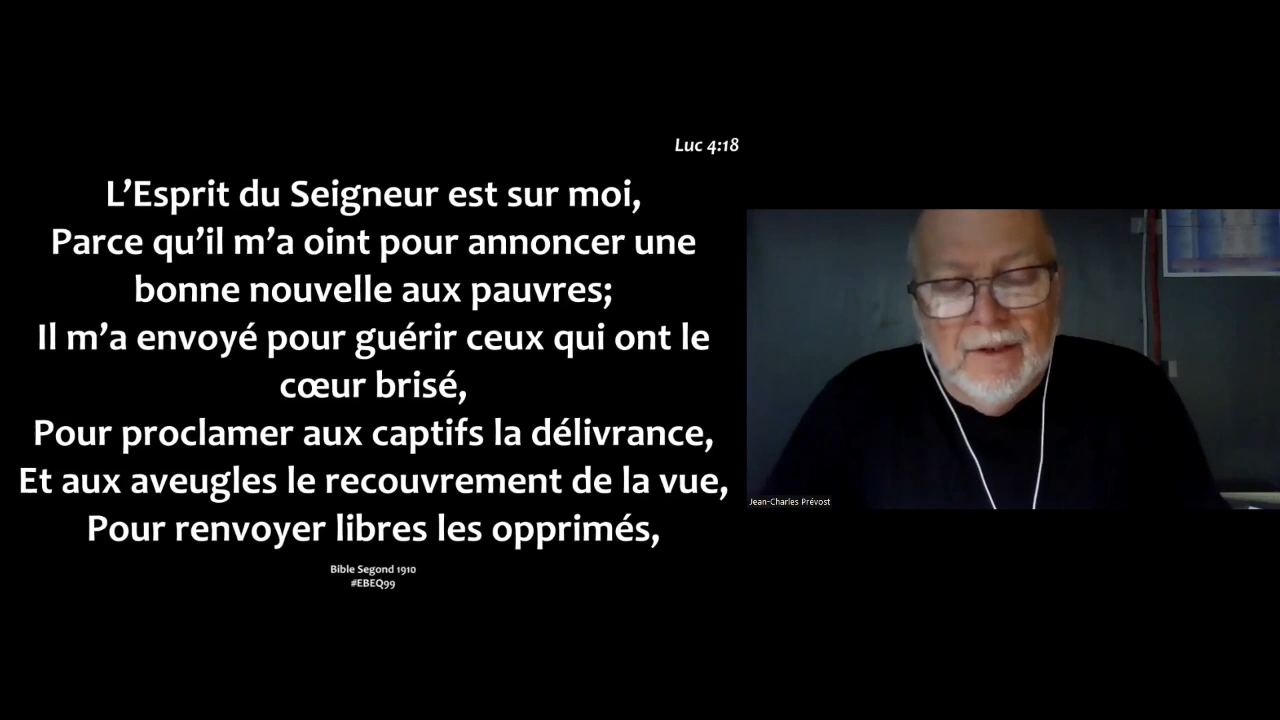 Luc 4:18
L’Esprit du Seigneur est sur moi,
Parce qu’il m’a oint pour annoncer une
bonne nouvelle aux pauvres;
Il m’a envoyé pour guérir ceux qui ont le
cœur brisé,
Pour proclamer aux captifs la délivrance,
Et aux aveugles le recouvrement de la vue,
Pour renvoyer libres les opprimés,
Bible Segond 1910
#EBEQ99
Jean-Charles Prévost